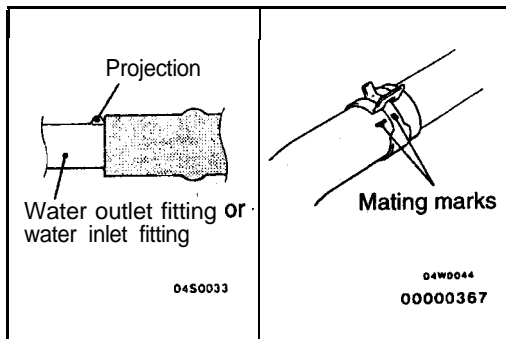 Projection
Water outlet fitting or
water inlet fitting
04S0033
Mating marks
04W0044
00000367